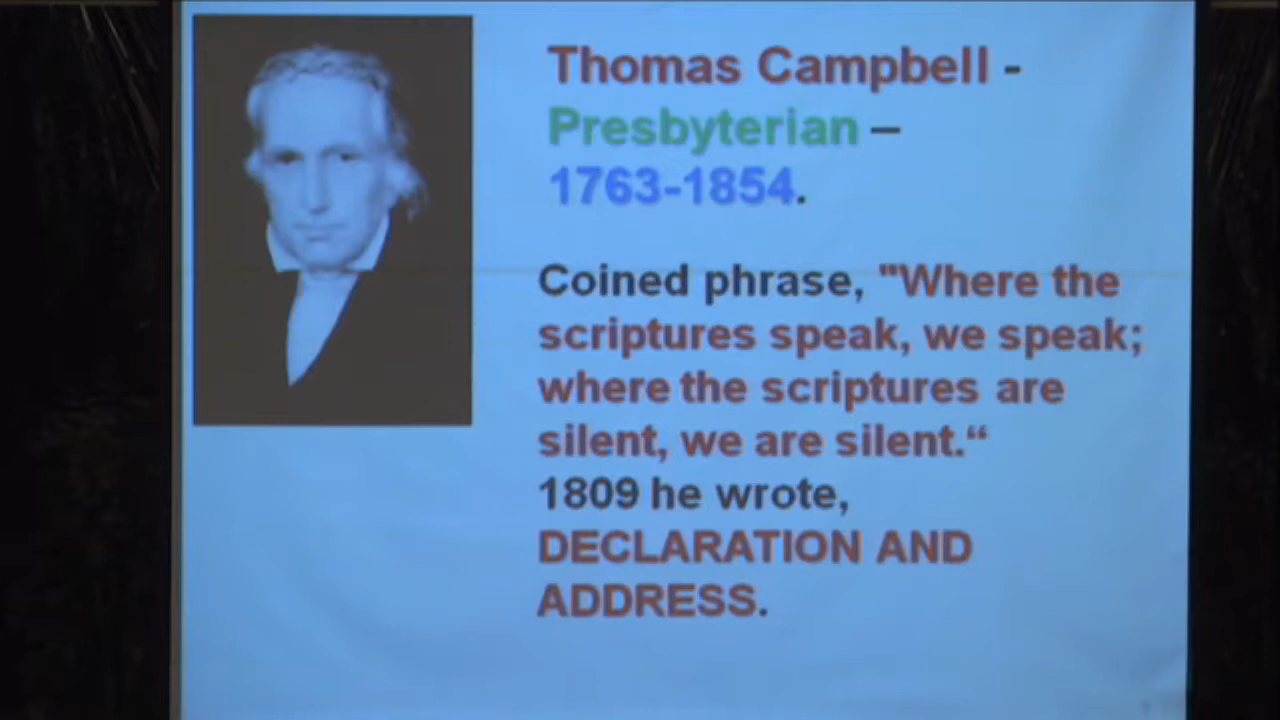 Thomas Campbell -
Presbyterian –
1763-1854.
Coined phrase, "Where the
scriptures speak, we speak;
where the scriptures are
silent, we are silent.“
1809 he wrote,
DECLARATION AND
ADDRESS.